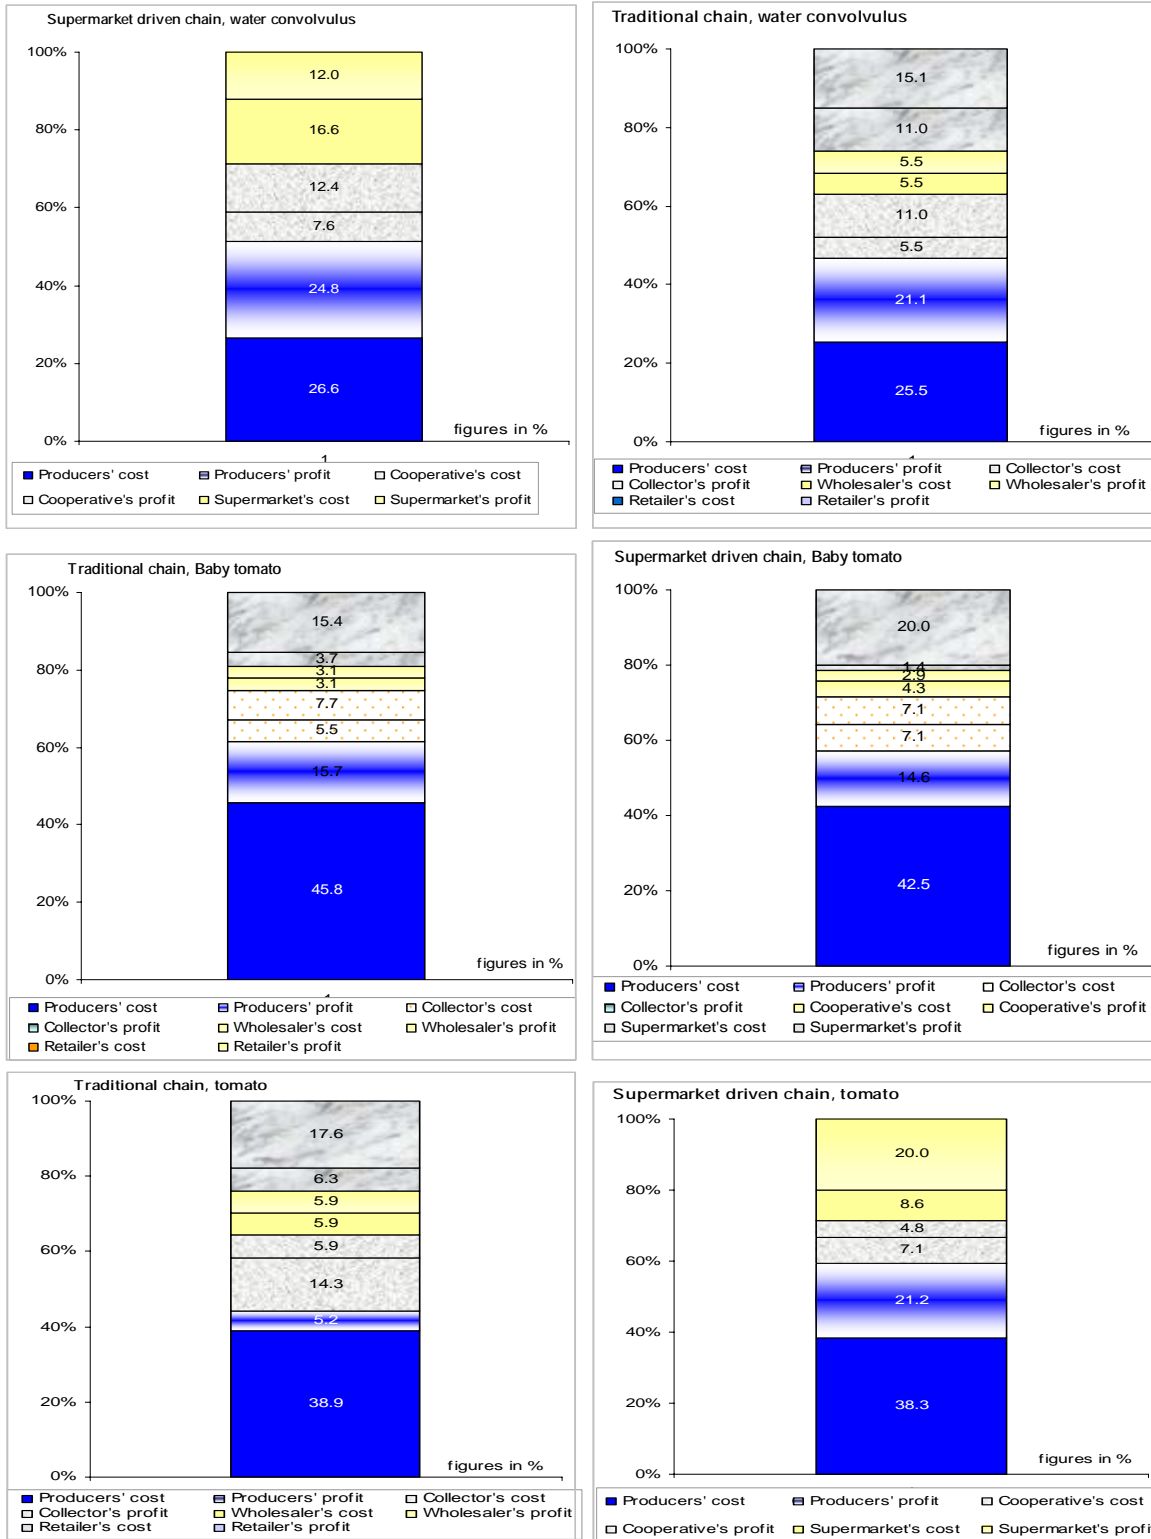 Supermarket driven chain, water convolvulus
100%
80%
60%
40%
20%
0%
12.0
16.6
12.4
7.6
24.8
26.6
figures in %
1
Producers' cost Producers' profit Cooperative's cost
Cooperative's profit Supermarket's cost Supermarket's profit
Traditional chain, water convolvulus
100%
80%
60%
40%
20%
0%
15.1
11.0
5.5
5.5
11.0
5.5
21.1
25.5
figures in %
Producers' cost Producers' profit Collector's cost
Collector's profit Wholesaler's cost Wholesaler's profit
Retailer's cost Retailer's profit
Traditional chain, Baby tomato
100%
80%
60%
40%
20%
0%
15.4
3.7
3.1
3.1
7.7
5.5
15.7
45.8
figures in %
Producers' cost Producers' profit Collector's cost
Collector's profit Wholesaler's cost Wholesaler's profit
Retailer's cost Retailer's profit
Supermarket driven chain, Baby tomato
100%
80%
60%
40%
20%
0%
20.0
1.4
2.9
4.3
7.1
7.1
14.6
42.5
figures in %
Producers' cost Producers' profit Collector's cost
Collector's profit Cooperative's cost Cooperative's profit
Supermarket's cost Supermarket's profit
Traditional chain, tomato
100%
80%
60%
40%
20%
0%
17.6
6.3
5.9
5.9
5.9
14.3
5.2
38.9
figures in %
Producers' cost Producers' profit Collector's cost
Collector's profit Wholesaler's cost Wholesaler's profit
Retailer's cost Retailer's profit
Supermarket driven chain, tomato
100%
80%
60%
40%
20%
0%
20.0
8.6
4.8
7.1
21.2
38.3
figures in %
Producers' cost Producers' profit Cooperative's cost
Cooperative's profit Supermarket's cost Supermarket's profit